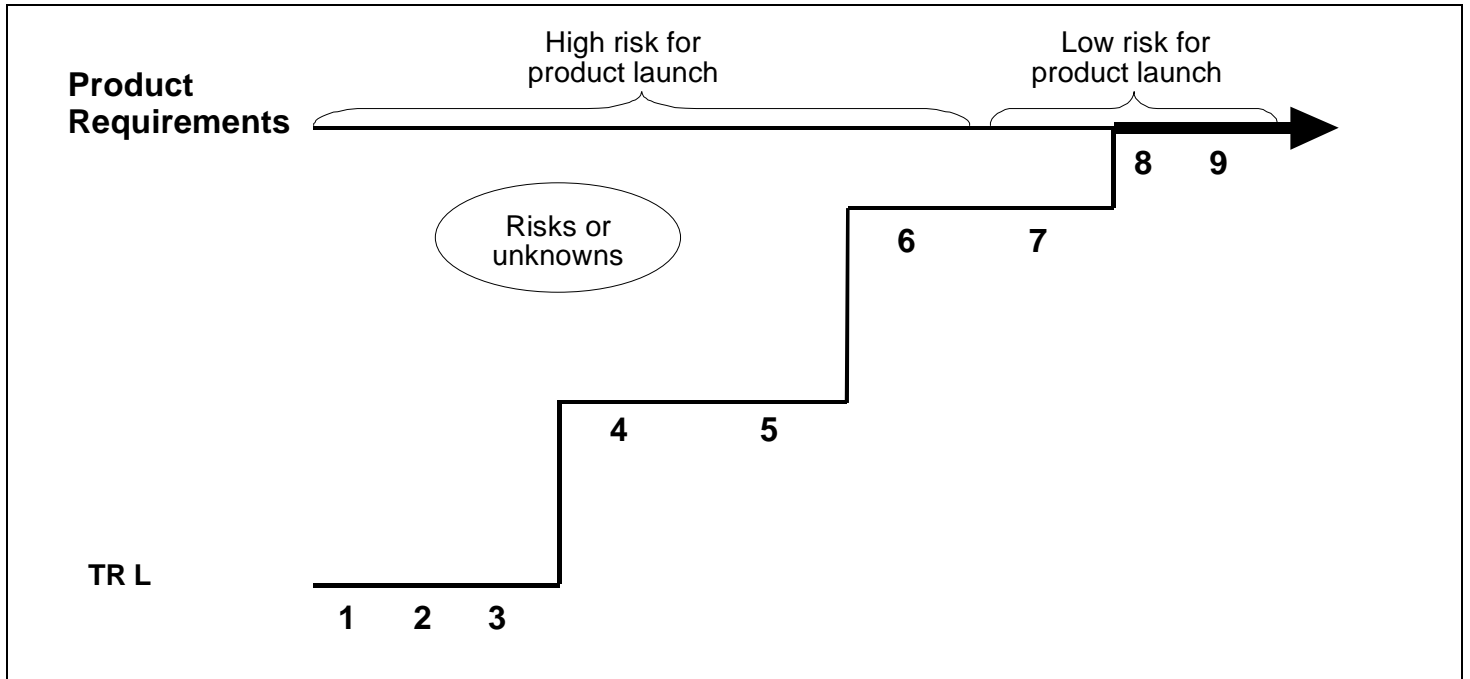 High risk for
product launch
Low risk for
product launch
Product
Requirements
8 9
Risks or
unknowns
6 7
4 5
TR L
1 2 3